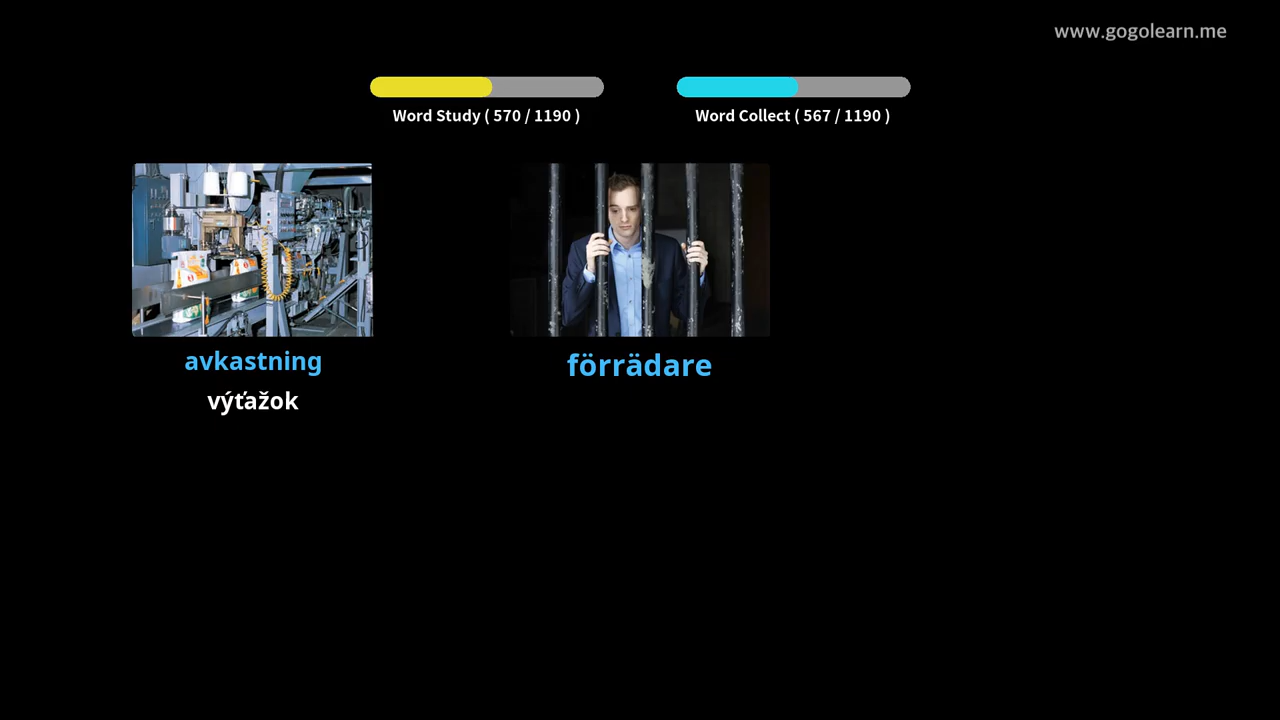 www.gogolearn.me
Word Study ( 570 / 1190 )
Word Collect ( 567 / 1190 )
avkastning
výťažok
förrädare